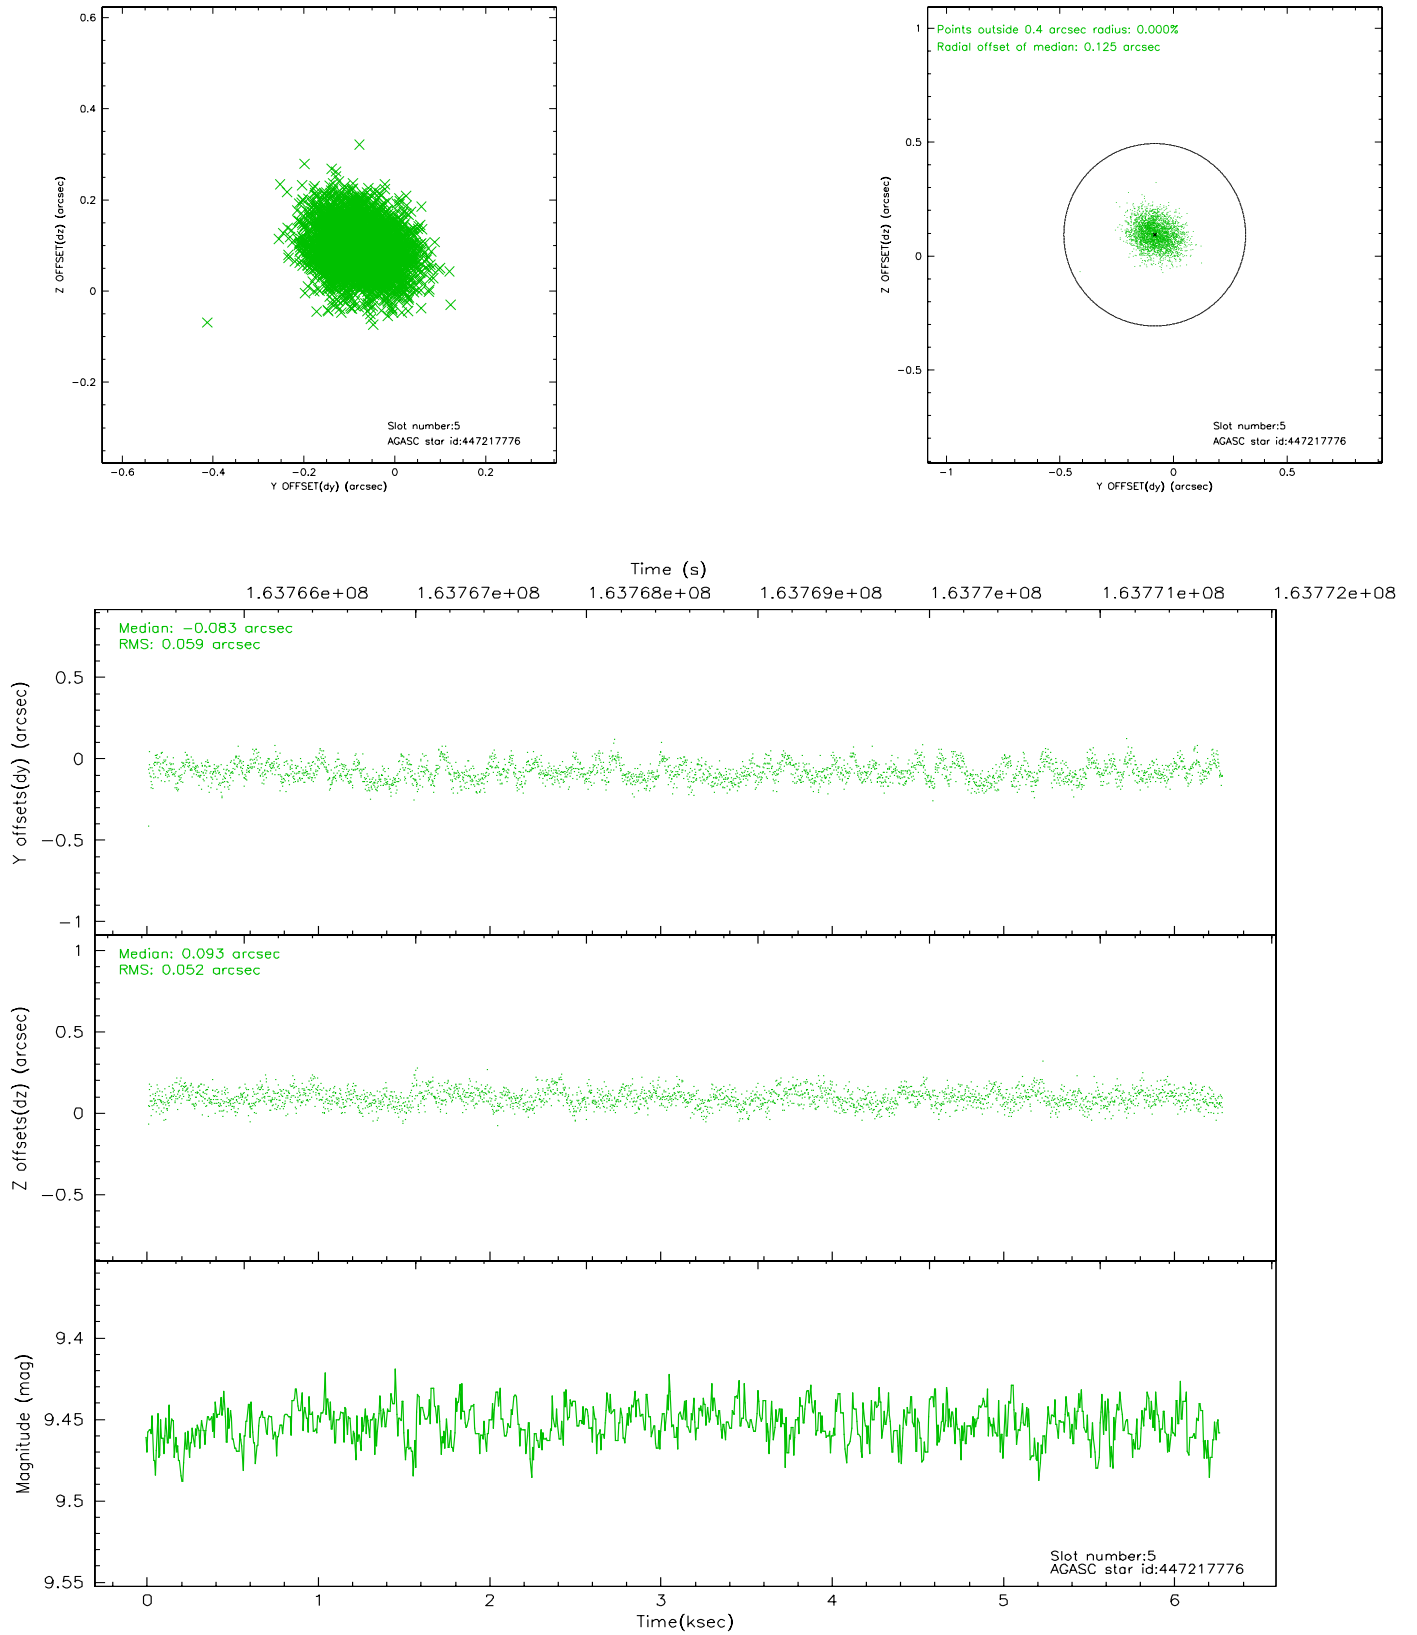 0.6
0.4
0.2
0
−0.2
Z OFFSET(dz) (arcsec)
Slot number:5
AGASC star id:447217776
−0.6 −0.4 −0.2 0 0.2
Y OFFSET(dy) (arcsec)
Points outside 0.4 arcsec radius: 0.000%
Radial offset of median: 0.125 arcsec
1
0.5
0
−0.5
Z OFFSET(dz) (arcsec)
Slot number:5
AGASC star id:447217776
−1 −0.5 0 0.5
Y OFFSET(dy) (arcsec)
Time (s)
1.63766e+08 1.63767e+08 1.63768e+08 1.63769e+08 1.6377e+08 1.63771e+08 1.63772e+08
Median: −0.083 arcsec
RMS: 0.059 arcsec
0.5
0
−0.5
−1
Y offsets(dy) (arcsec)
Median: 0.093 arcsec
RMS: 0.052 arcsec
1
0.5
0
−0.5
Z offsets(dz) (arcsec)
9.4
9.45
9.5
9.55
Magnitude (mag)
Slot number:5
AGASC star id:447217776
0 1 2 3 4 5 6
Time(ksec)